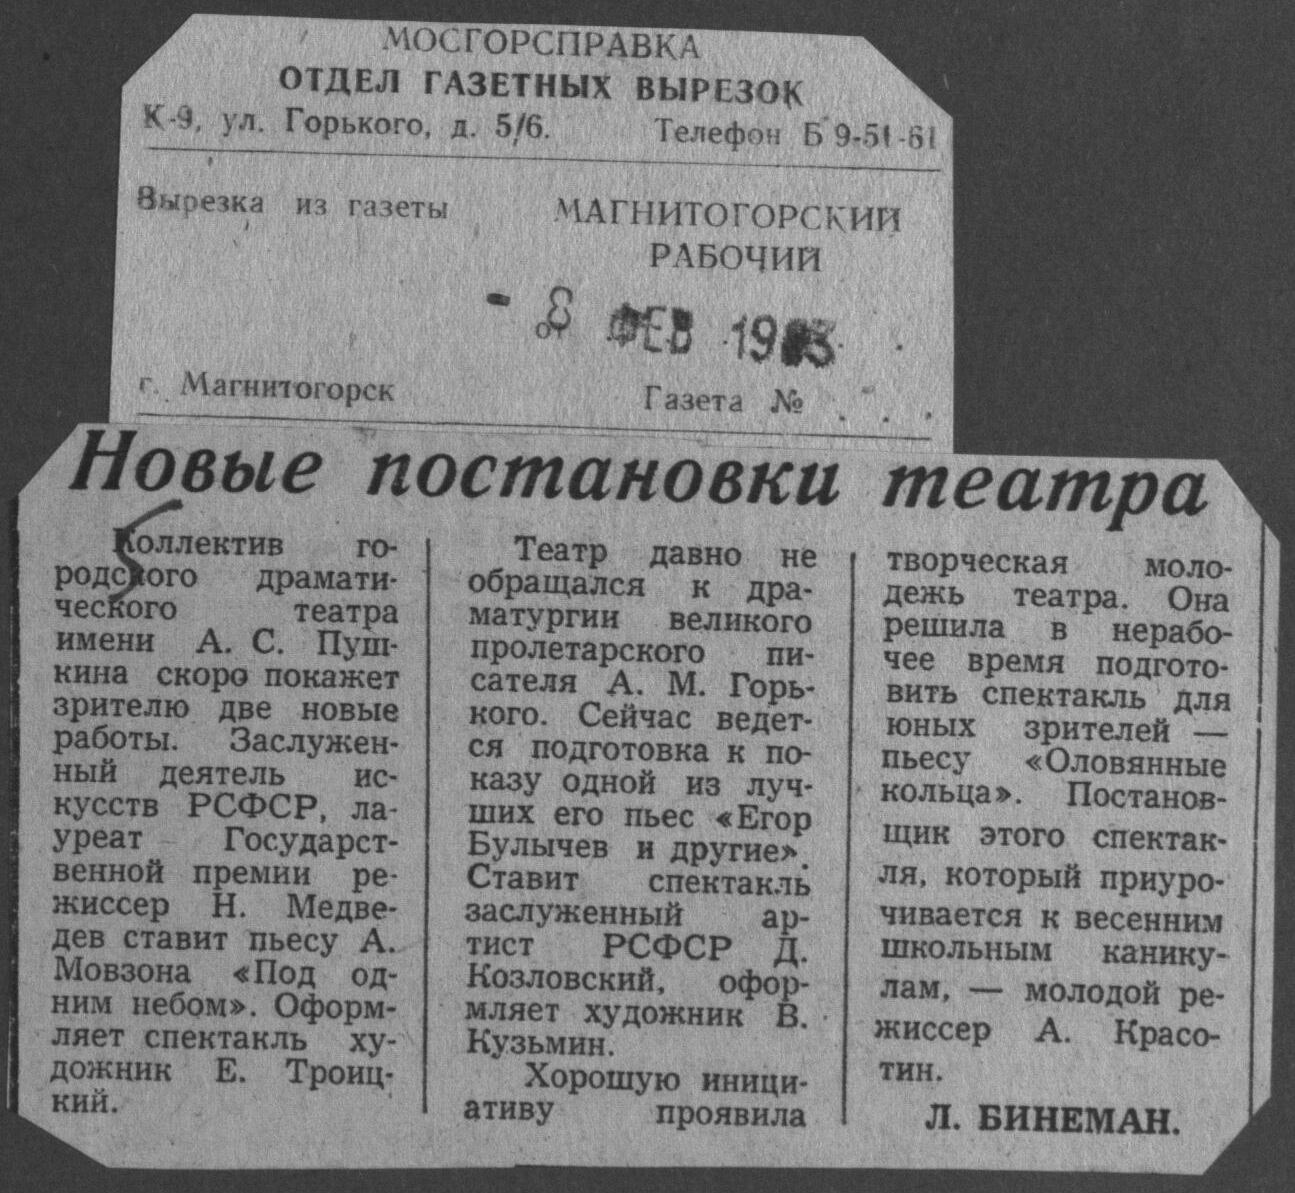 МОСГОРСПРАВКА
ОТДЕЛ ГАЗЕТНЫХ ВЫРЕЗОК
К-9, ул. Горького, д. 5/6. Телефон Б 9-51-61
Вырезка из газеты МАГНИТОГОРСКИЙ
РАБОЧИЙ
от
- 8 ФЕВ
г. Магнитогорск Газета № . . .
Новые постановки театра
Коллектив го-
родского драмати-
ческого театра
имени А. С. Пуш-
кина скоро покажет
зрителю две новые
работы. Заслужен-
ный деятель ис-
кусств РСФСР, ла-
уреат Государст-
венной премии ре-
жиссер Н. Медве-
дев ставит пьесу А.
Мовзона «Под од-
ним небом». Оформ-
ляет спектакль ху-
дожник Е. Троиц-
кий.
Театр давно не
обращался к дра-
матургии великого
пролетарского пи-
сателя А. М. Горь-
кого. Сейчас ведет-
ся подготовка к по-
казу одной из луч-
ших его пьес «Егор
Булычев и другие».
Ставит спектакль
заслуженный ар-
тист РСФСР Д.
Козловский, офор-
мляет художник В.
Кузьмин.
Хорошую иници-
ативу проявила
творческая моло-
дежь театра. Она
решила в нерабо-
чее время подгото-
вить спектакль для
юных зрителей —
пьесу «Оловянные
кольца». Постанов-
щик этого спектак-
ля, который приуро-
чивается к весенним
школьным канику-
лам, — молодой ре-
жиссер А. Красо-
тин.
Л. БИНЕМАН.